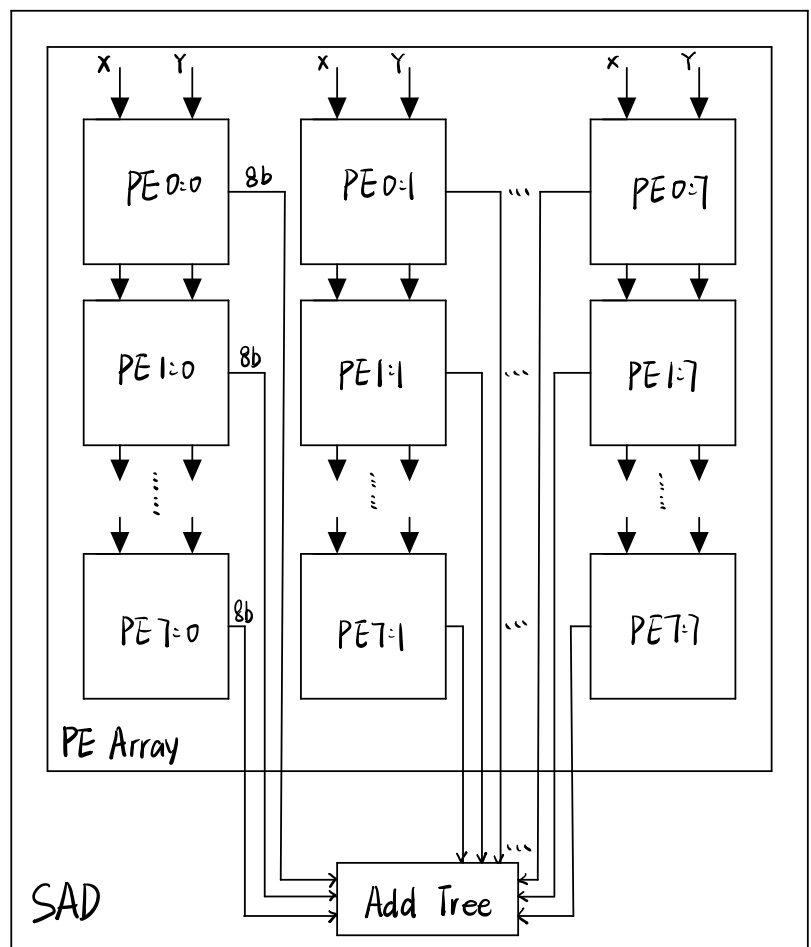 X Y X Y X Y
PE0:0 8b PE0:1 ... PE0:7
PE1:0 8b PE1:1 ... PE1:7
PE7:0 8b PE7:1 ... PE7:7
PE Array
...
SAD Add Tree